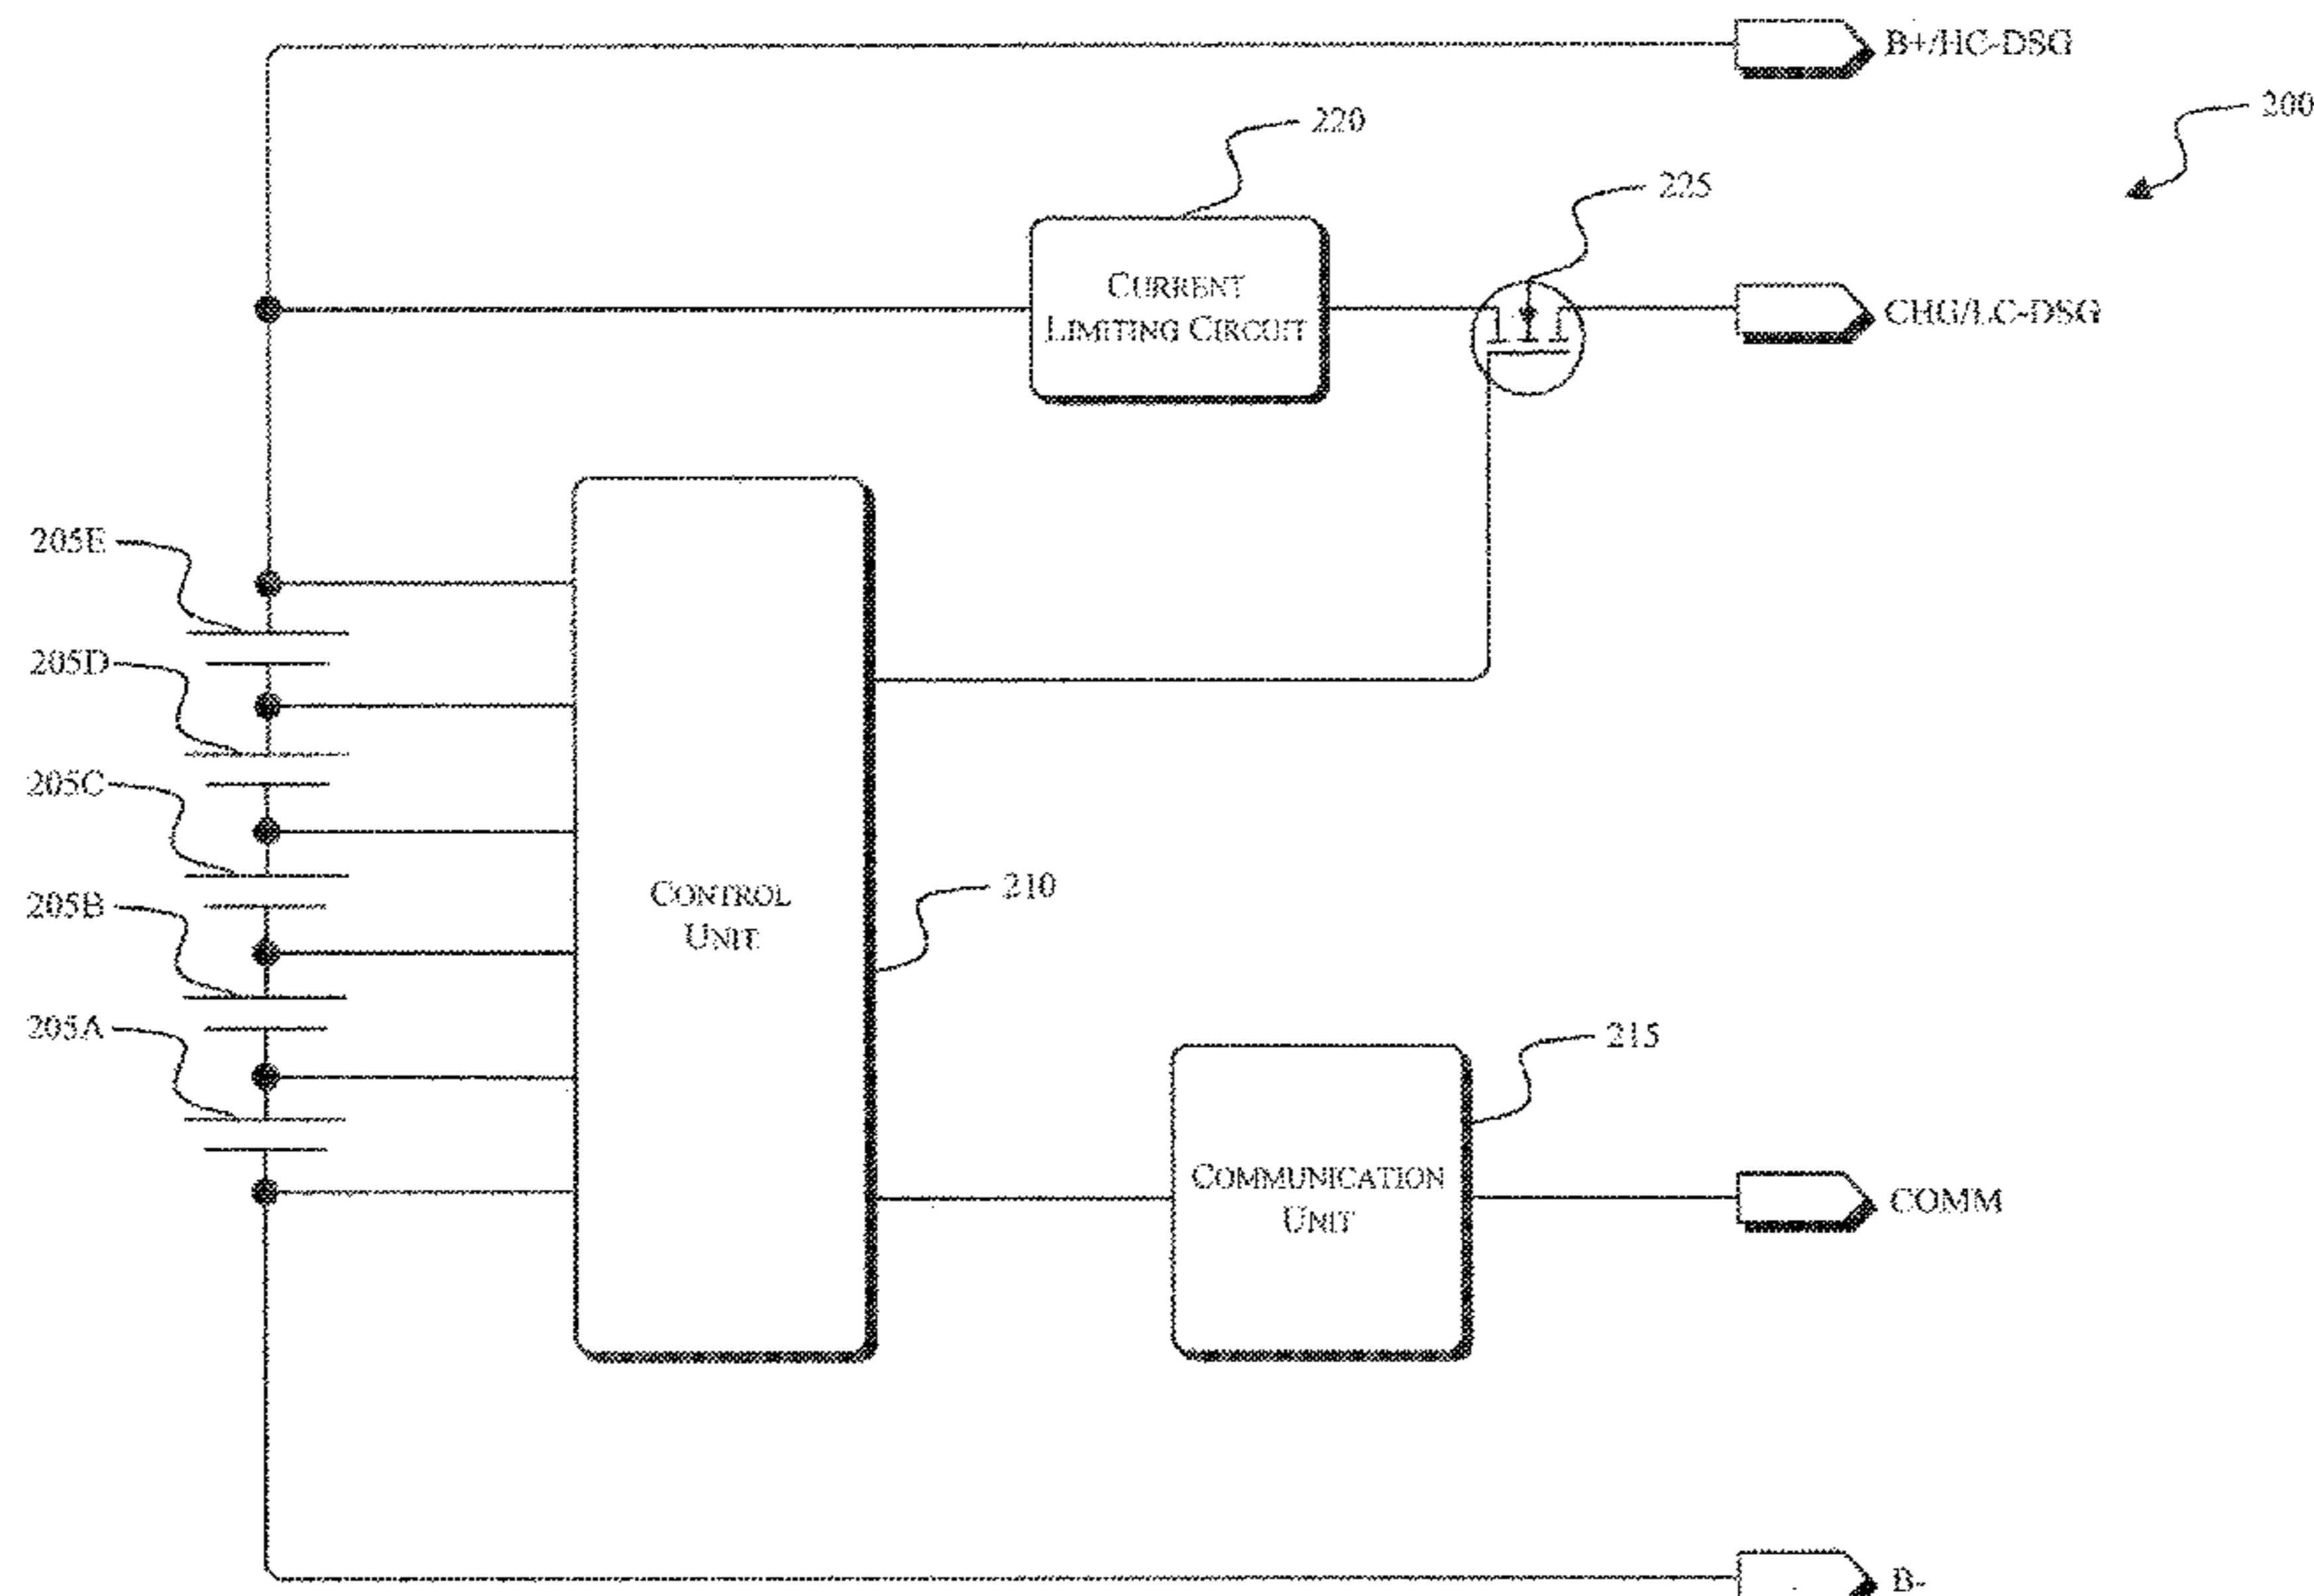 B+/HC-DSG
200
220
225
CURRENT
LIMITING CIRCUIT
CHG/LC-DSG
205E
205D
205C
205B
205A
CONTROL
UNIT
210
215
COMMUNICATION
UNIT
COMM
B-